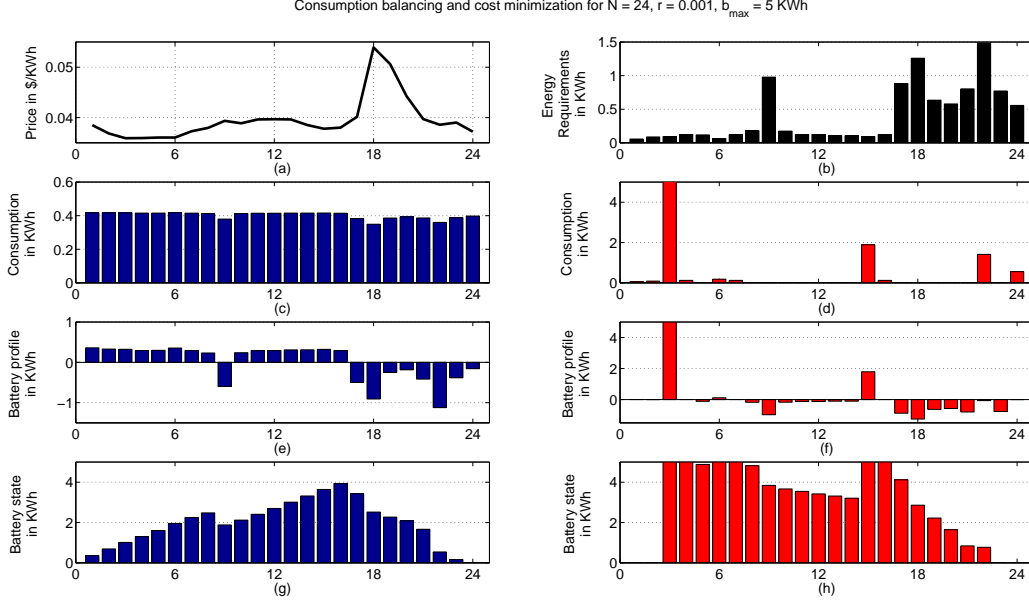 Consumption balancing and cost minimization for N = 24, r = 0.001, b_max = 5 KWh
Price in $/KWh
0.05
0.04
0 6 12 18 24
(a)
Energy
Requirements
in KWh
1.5
1
0.5
0
0 6 12 18 24
(b)
Consumption
in KWh
0.6
0.4
0.2
0
0 6 12 18 24
(c)
Consumption
in KWh
4
2
0
0 6 12 18 24
(d)
Battery profile
in KWh
1
0
−1
0 6 12 18 24
(e)
Battery profile
in KWh
4
2
0
0 6 12 18 24
(f)
Battery state
in KWh
4
2
0
0 6 12 18 24
(g)
Battery state
in KWh
4
2
0
0 6 12 18 24
(h)